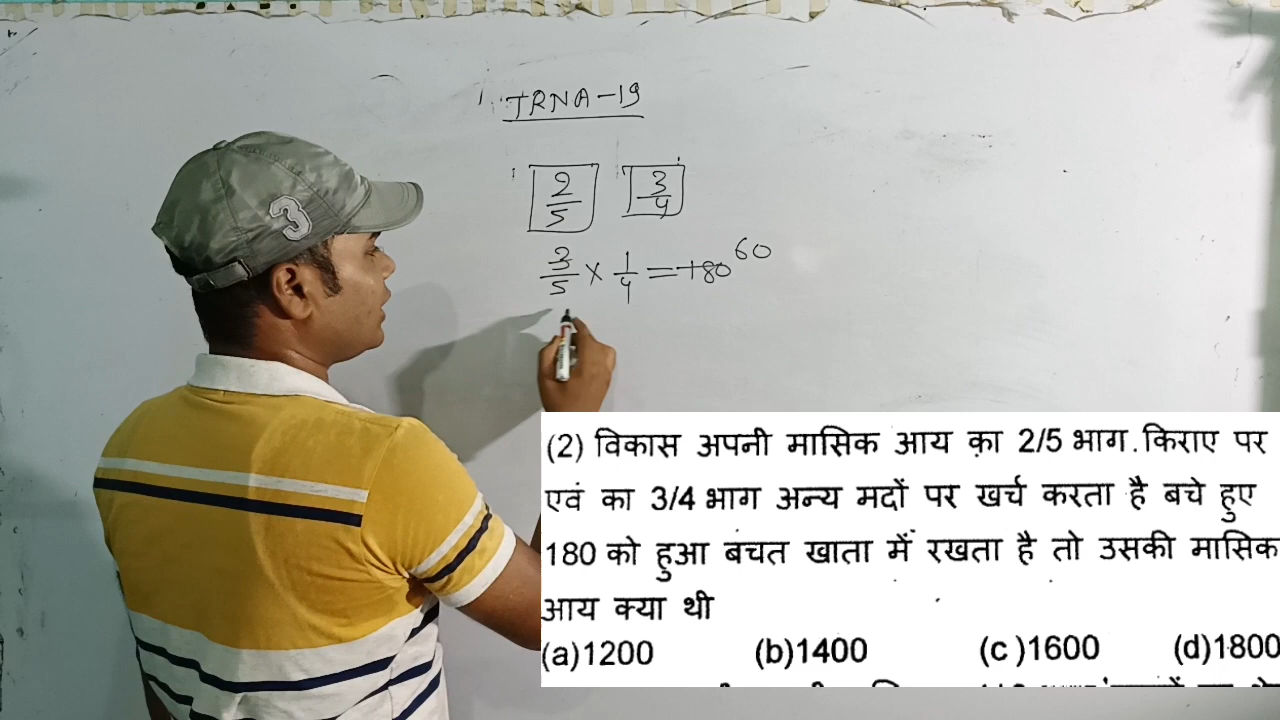 TRNA-19
2/5 3/4
3/5 × 1/4 = 180 60
3
(2) विकास अपनी मासिक आय का 2/5 भाग.किराए पर
एवं का 3/4 भाग अन्य मदों पर खर्च करता है बचे हुए
180 को हुआ बचत खाता में रखता है तो उसकी मासिक
आय क्या थी
(a)1200 (b)1400 (c)1600 (d)1800